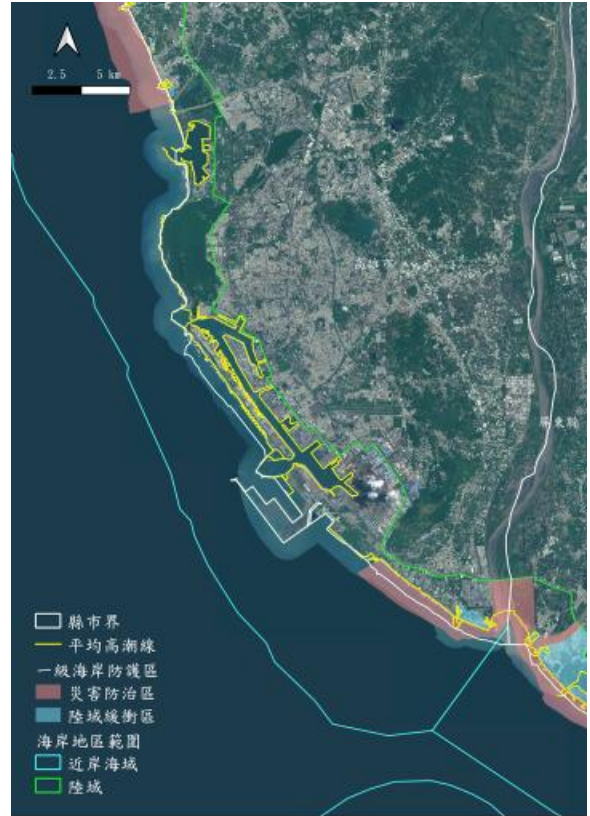 2.5 5 km
縣市界
平均高潮線
一級海岸防護區
災害防治區
陸域緩衝區
海岸地區範圍
近岸海域
陸域